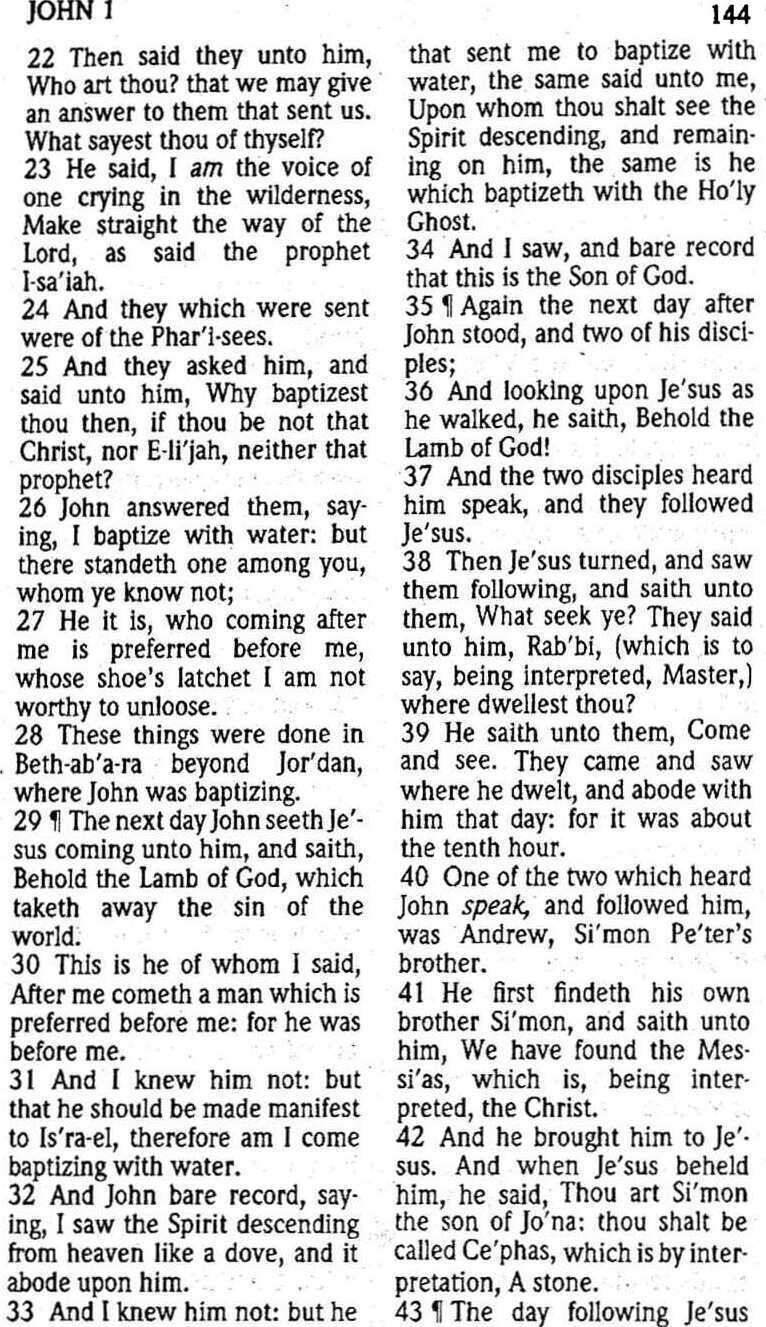 JOHN 1
144
22 Then said they unto him,
Who art thou? that we may give
an answer to them that sent us.
What sayest thou of thyself?
23 He said, I am the voice of
one crying in the wilderness,
Make straight the way of the
Lord, as said the prophet
I-sa'iah.
24 And they which were sent
were of the Phar'i-sees.
25 And they asked him, and
said unto him, Why baptizest
thou then, if thou be not that
Christ, nor E-li'jah, neither that
prophet?
26 John answered them, say-
ing, I baptize with water: but
there standeth one among you,
whom ye know not;
27 He it is, who coming after
me is preferred before me,
whose shoe's latchet I am not
worthy to unloose.
28 These things were done in
Beth-ab'a-ra beyond Jor'dan,
where John was baptizing.
29 ¶ The next day John seeth Je'-
sus coming unto him, and saith,
Behold the Lamb of God, which
taketh away the sin of the
world.
30 This is he of whom I said,
After me cometh a man which is
preferred before me: for he was
before me.
31 And I knew him not: but
that he should be made manifest
to Is'ra-el, therefore am I come
baptizing with water.
32 And John bare record, say-
ing, I saw the Spirit descending
from heaven like a dove, and it
abode upon him.
33 And I knew him not: but he
that sent me to baptize with
water, the same said unto me,
Upon whom thou shalt see the
Spirit descending, and remain-
ing on him, the same is he
which baptizeth with the Ho'ly
Ghost.
34 And I saw, and bare record
that this is the Son of God.
35 ¶ Again the next day after
John stood, and two of his disci-
ples;
36 And looking upon Je'sus as
he walked, he saith, Behold the
Lamb of God!
37 And the two disciples heard
him speak, and they followed
Je'sus.
38 Then Je'sus turned, and saw
them following, and saith unto
them, What seek ye? They said
unto him, Rab'bi, (which is to
say, being interpreted, Master,)
where dwellest thou?
39 He saith unto them, Come
and see. They came and saw
where he dwelt, and abode with
him that day: for it was about
the tenth hour.
40 One of the two which heard
John speak, and followed him,
was Andrew, Si'mon Pe'ter's
brother.
41 He first findeth his own
brother Si'mon, and saith unto
him, We have found the Mes-
si'as, which is, being inter-
preted, the Christ.
42 And he brought him to Je'-
sus. And when Je'sus beheld
him, he said, Thou art Si'mon
the son of Jo'na: thou shalt be
called Ce'phas, which is by inter-
pretation, A stone.
43 ¶ The day following Je'sus